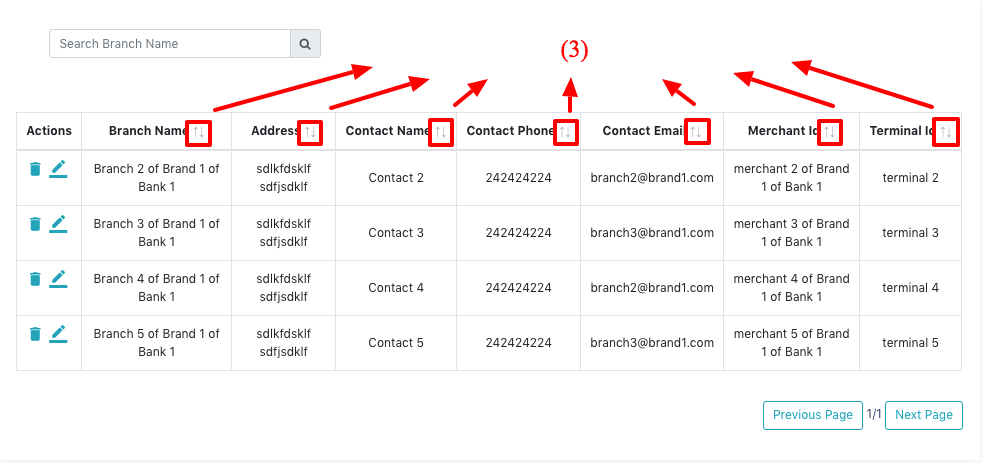 Search Branch Name
(3)
Actions Branch Name Address Contact Name Contact Phone Contact Email Merchant Id Terminal Id
Branch 2 of Brand 1 of sdlkfdsklf Contact 2 242424224 branch2@brand1.com merchant 2 of Brand terminal 2
Bank 1 sdfjsdklf 1 of Bank 1
Branch 3 of Brand 1 of sdlkfdsklf Contact 3 242424224 branch3@brand1.com merchant 3 of Brand terminal 3
Bank 1 sdfjsdklf 1 of Bank 1
Branch 4 of Brand 1 of sdlkfdsklf Contact 4 242424224 branch2@brand1.com merchant 4 of Brand terminal 4
Bank 1 sdfjsdklf 1 of Bank 1
Branch 5 of Brand 1 of sdlkfdsklf Contact 5 242424224 branch3@brand1.com merchant 5 of Brand terminal 5
Bank 1 sdfjsdklf 1 of Bank 1
Previous Page 1/1 Next Page